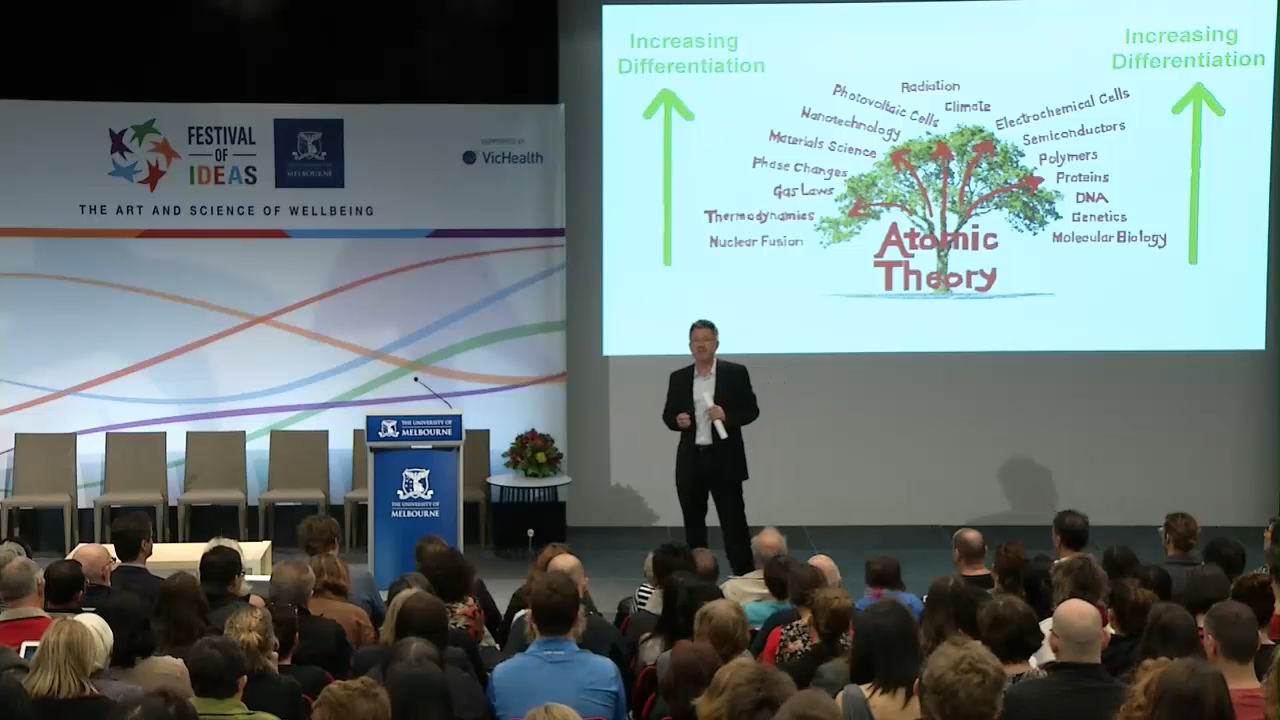 FESTIVAL
OF
IDEAS
MELBOURNE
SUPPORTED BY
VicHealth
THE ART AND SCIENCE OF WELLBEING
Increasing
Differentiation
Increasing
Differentiation
Radiation
Photovoltaic Cells
Climate
Electrochemical Cells
Nanotechnology
Semiconductors
Materials Science
Polymers
Phase Changes
Proteins
Gas Laws
DNA
Thermodynamics
Genetics
Nuclear Fusion
Molecular Biology
Atomic
Theory
THE UNIVERSITY OF
MELBOURNE
THE UNIVERSITY OF
MELBOURNE